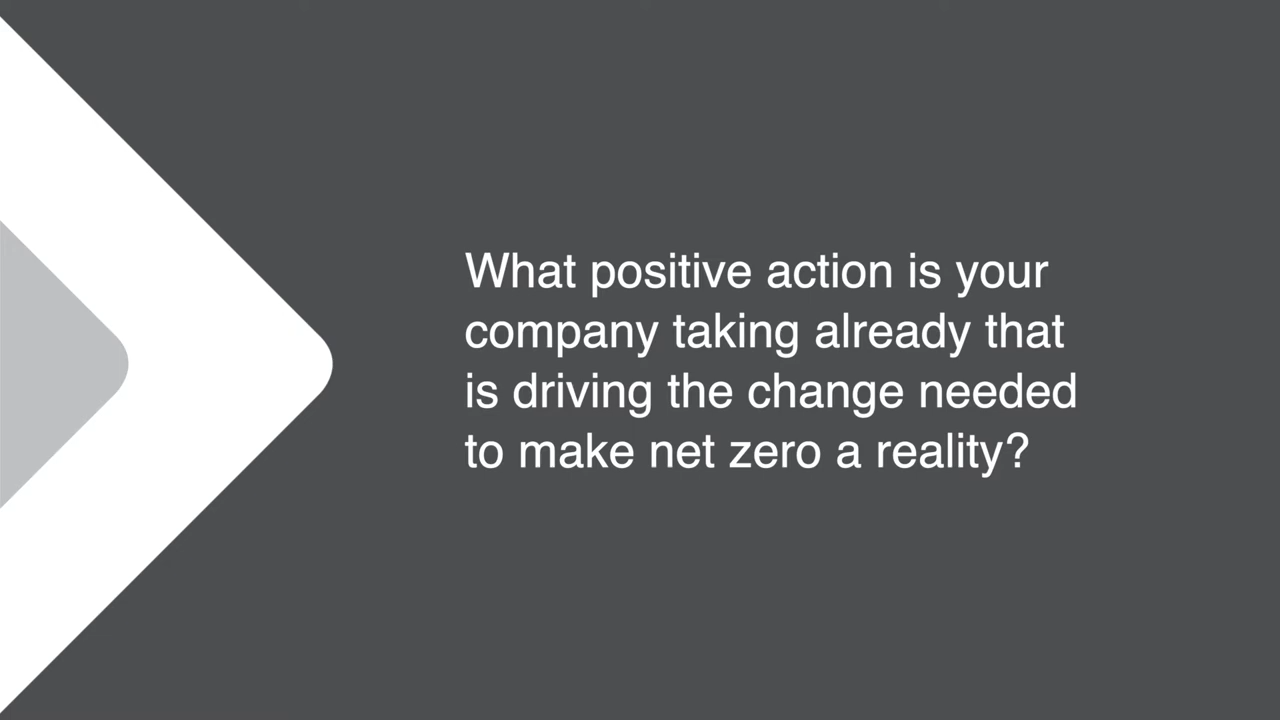 What positive action is your
company taking already that
is driving the change needed
to make net zero a reality?